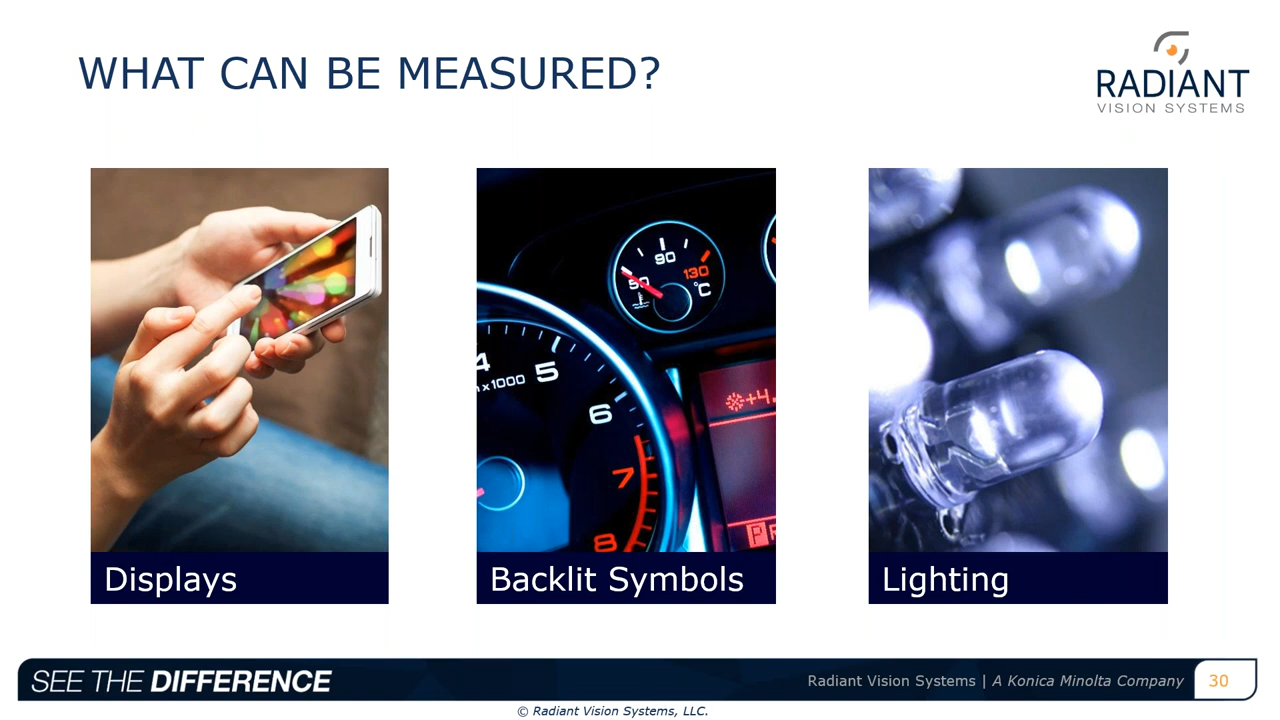 WHAT CAN BE MEASURED?
RADIANT
VISION SYSTEMS
90
50
130
°C
4
x1000
5
6
7
8
+4.
P
Displays
Backlit Symbols
Lighting
SEE THE DIFFERENCE
Radiant Vision Systems | A Konica Minolta Company
30
© Radiant Vision Systems, LLC.